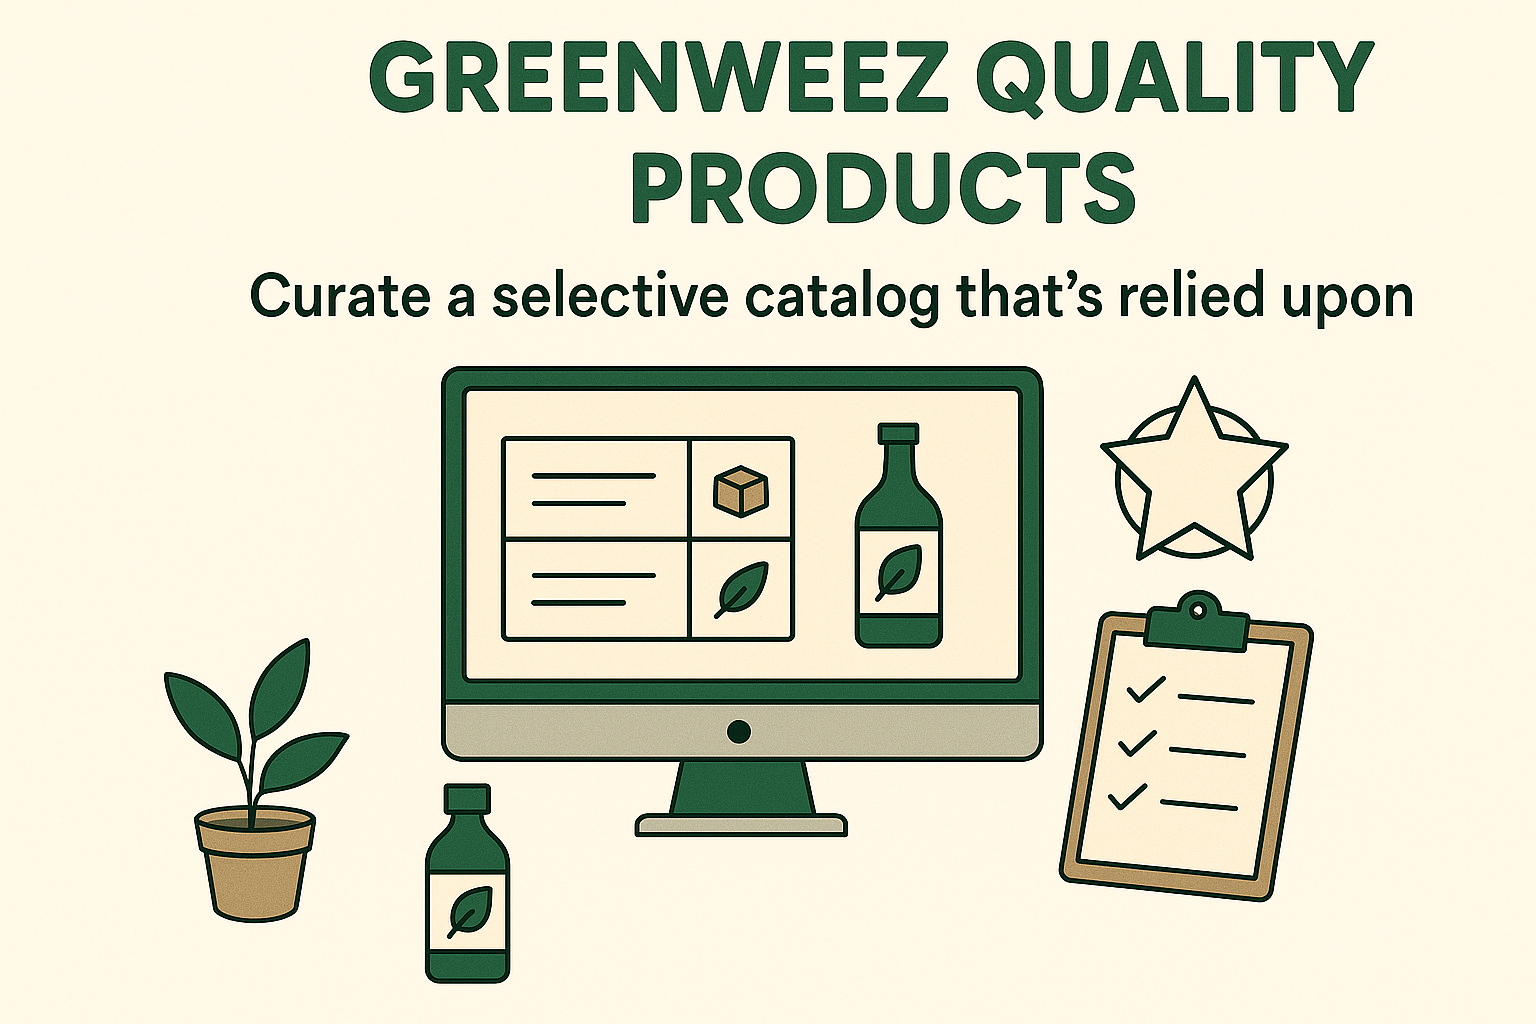 GREENWEEZ QUALITY
PRODUCTS
Curate a selective catalog that’s relied upon